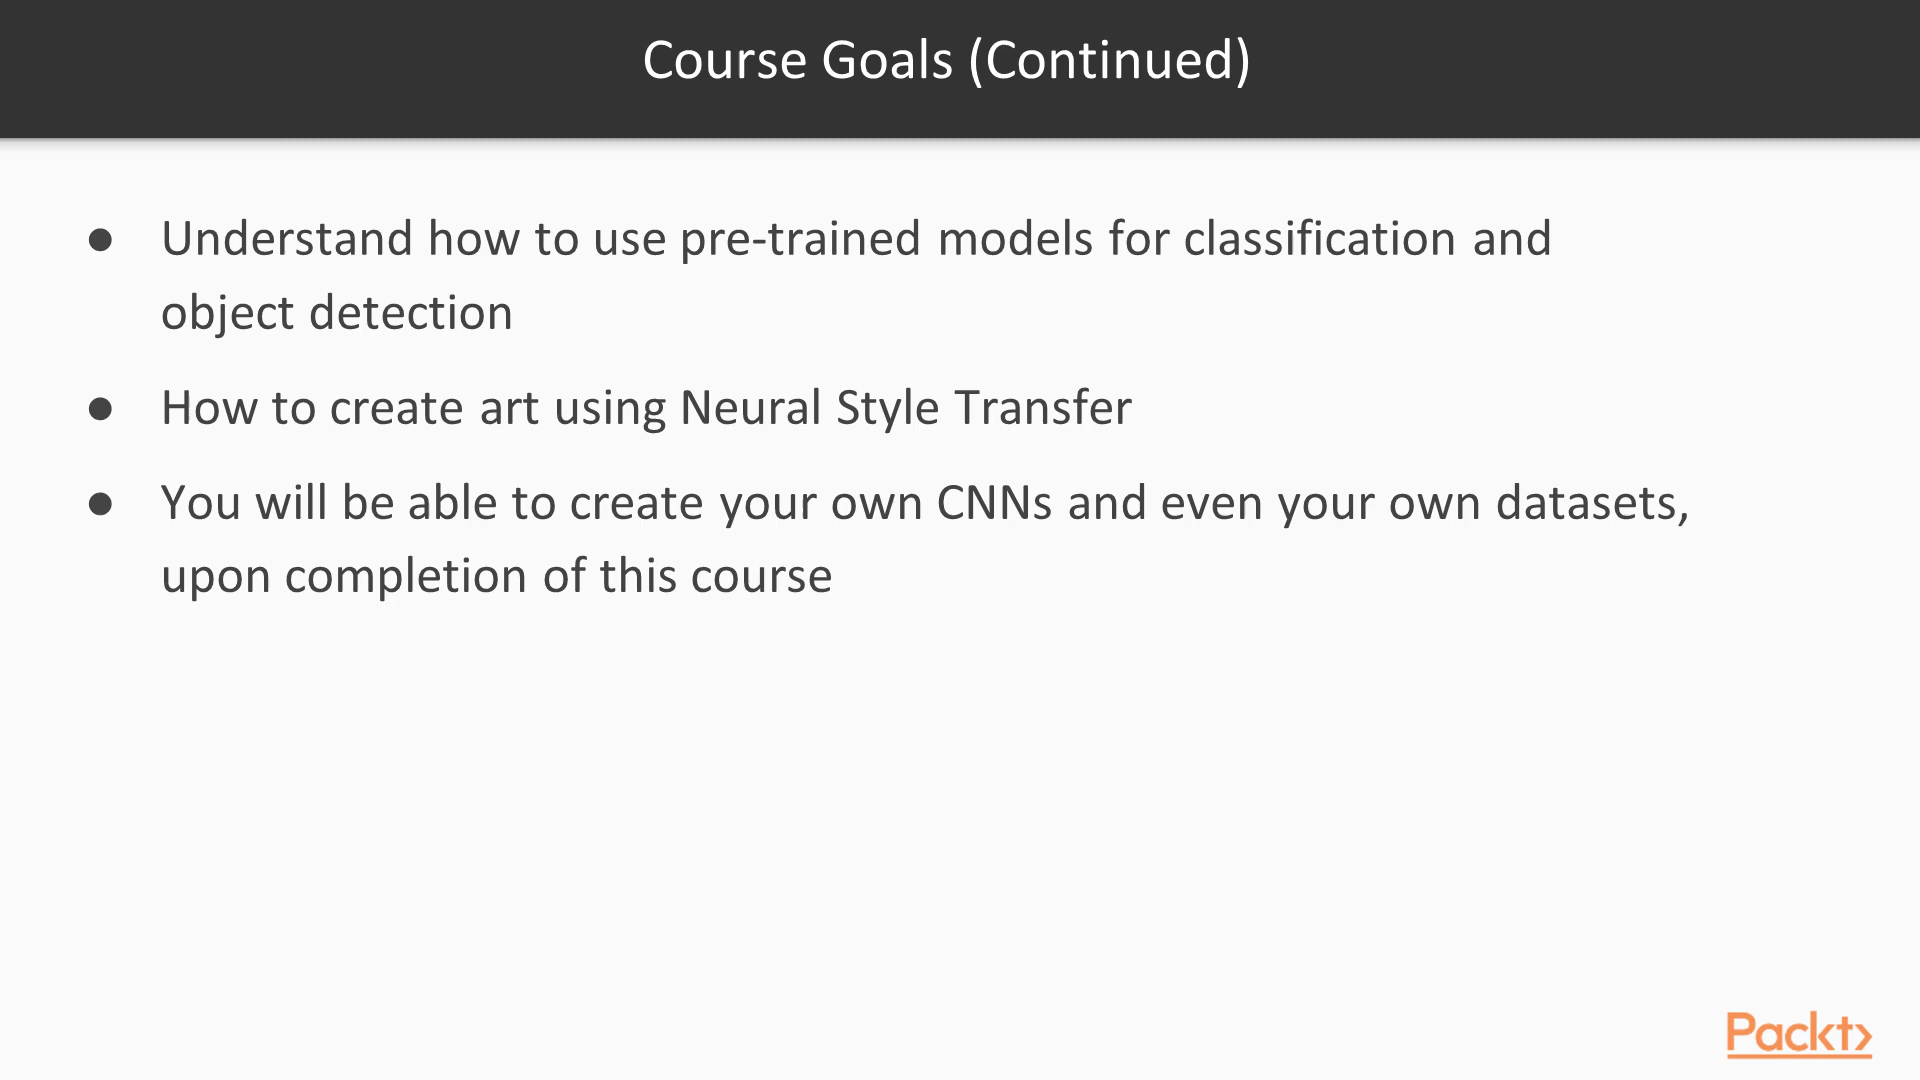 Course Goals (Continued)
● Understand how to use pre-trained models for classification and
object detection
● How to create art using Neural Style Transfer
● You will be able to create your own CNNs and even your own datasets,
upon completion of this course
Packt>